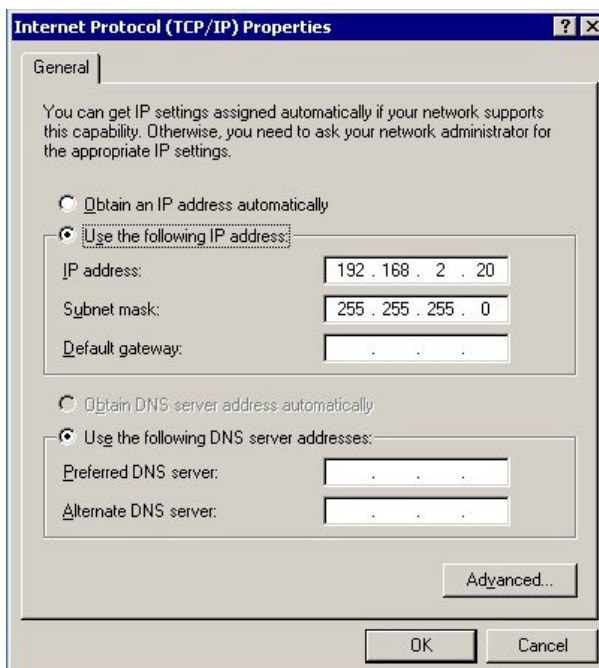 Internet Protocol (TCP/IP) Properties
General
You can get IP settings assigned automatically if your network supports
this capability. Otherwise, you need to ask your network administrator for
the appropriate IP settings.
Obtain an IP address automatically
Use the following IP address:
IP address: 192 . 168 . 2 . 20
Subnet mask: 255 . 255 . 255 . 0
Default gateway: . . .
Obtain DNS server address automatically
Use the following DNS server addresses:
Preferred DNS server: . . .
Alternate DNS server: . . .
Advanced...
OK Cancel